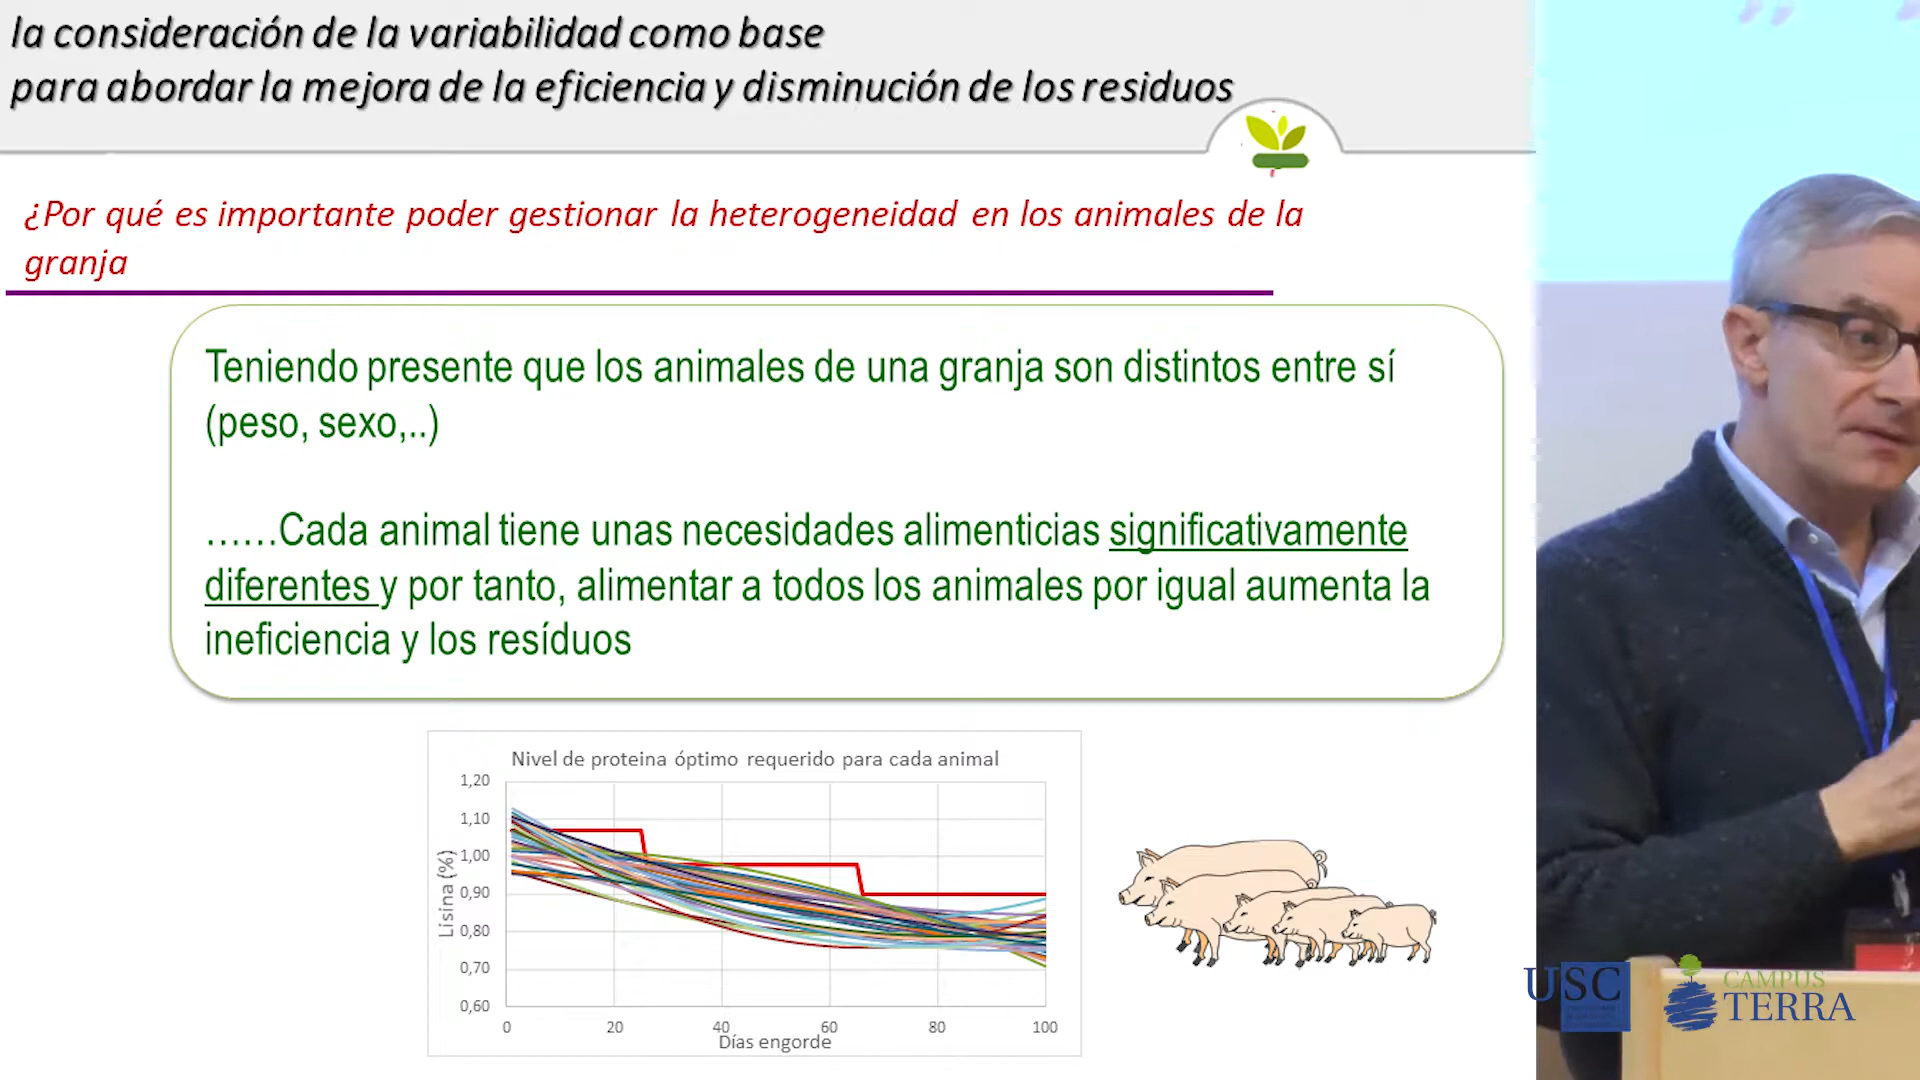 la consideración de la variabilidad como base
para abordar la mejora de la eficiencia y disminución de los residuos
¿Por qué es importante poder gestionar la heterogeneidad en los animales de la
granja
Teniendo presente que los animales de una granja son distintos entre sí
(peso, sexo,..)
……Cada animal tiene unas necesidades alimenticias significativamente
diferentes y por tanto, alimentar a todos los animales por igual aumenta la
ineficiencia y los resíduos
Nivel de proteina óptimo requerido para cada animal
Lisina (%)
1,20
1,10
1,00
0,90
0,80
0,70
0,60
0 20 40 60 80 100
Días engorde
USC
CAMPUS
TERRA